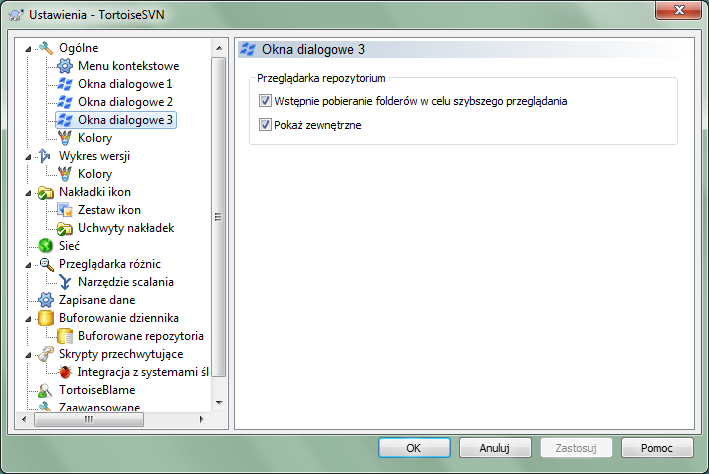 Ustawienia - TortoiseSVN
Ogólne
Menu kontekstowe
Okna dialogowe 1
Okna dialogowe 2
Okna dialogowe 3
Kolory
Wykres wersji
Kolory
Nakładki ikon
Zestaw ikon
Uchwyty nakładek
Sieć
Przeglądarka różnic
Narzędzie scalania
Zapisane dane
Buforowanie dziennika
Buforowane repozytoria
Skrypty przechwytujące
Integracja z systemami śl
TortoiseBlame
Zaawansowane
Okna dialogowe 3
Przeglądarka repozytorium
Wstępnie pobieranie folderów w celu szybszego przeglądania
Pokaż zewnętrzne
OK
Anuluj
Zastosuj
Pomoc